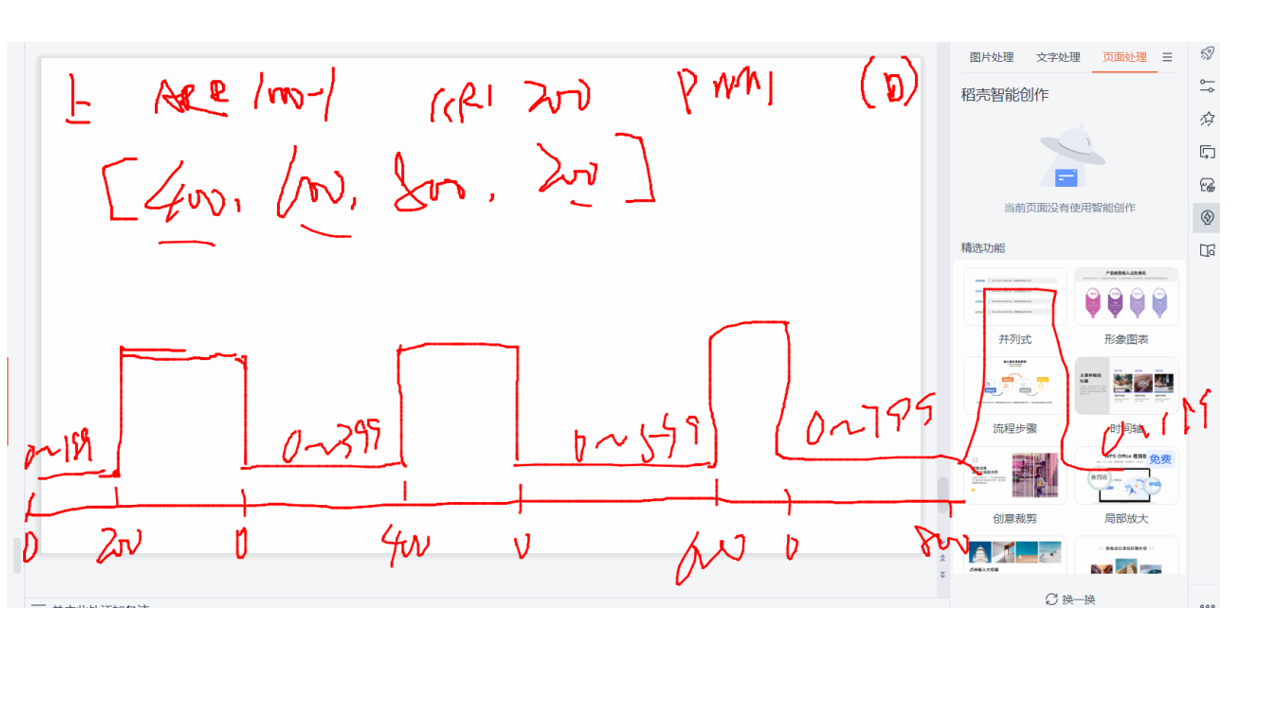 图片处理 文字处理 页面处理
稻壳智能创作
上 ARR 1000-1 CCR1 200 PWM1 (0)
[400, 600, 800, 200]
当前页面没有使用智能创作
精选功能
并列式 形象图表
流程步骤 时间轴
0~199 0~399 0~599 0~799 0~199
免费
创意裁剪 局部放大
0 200 0 400 0 600 0 800
换一换